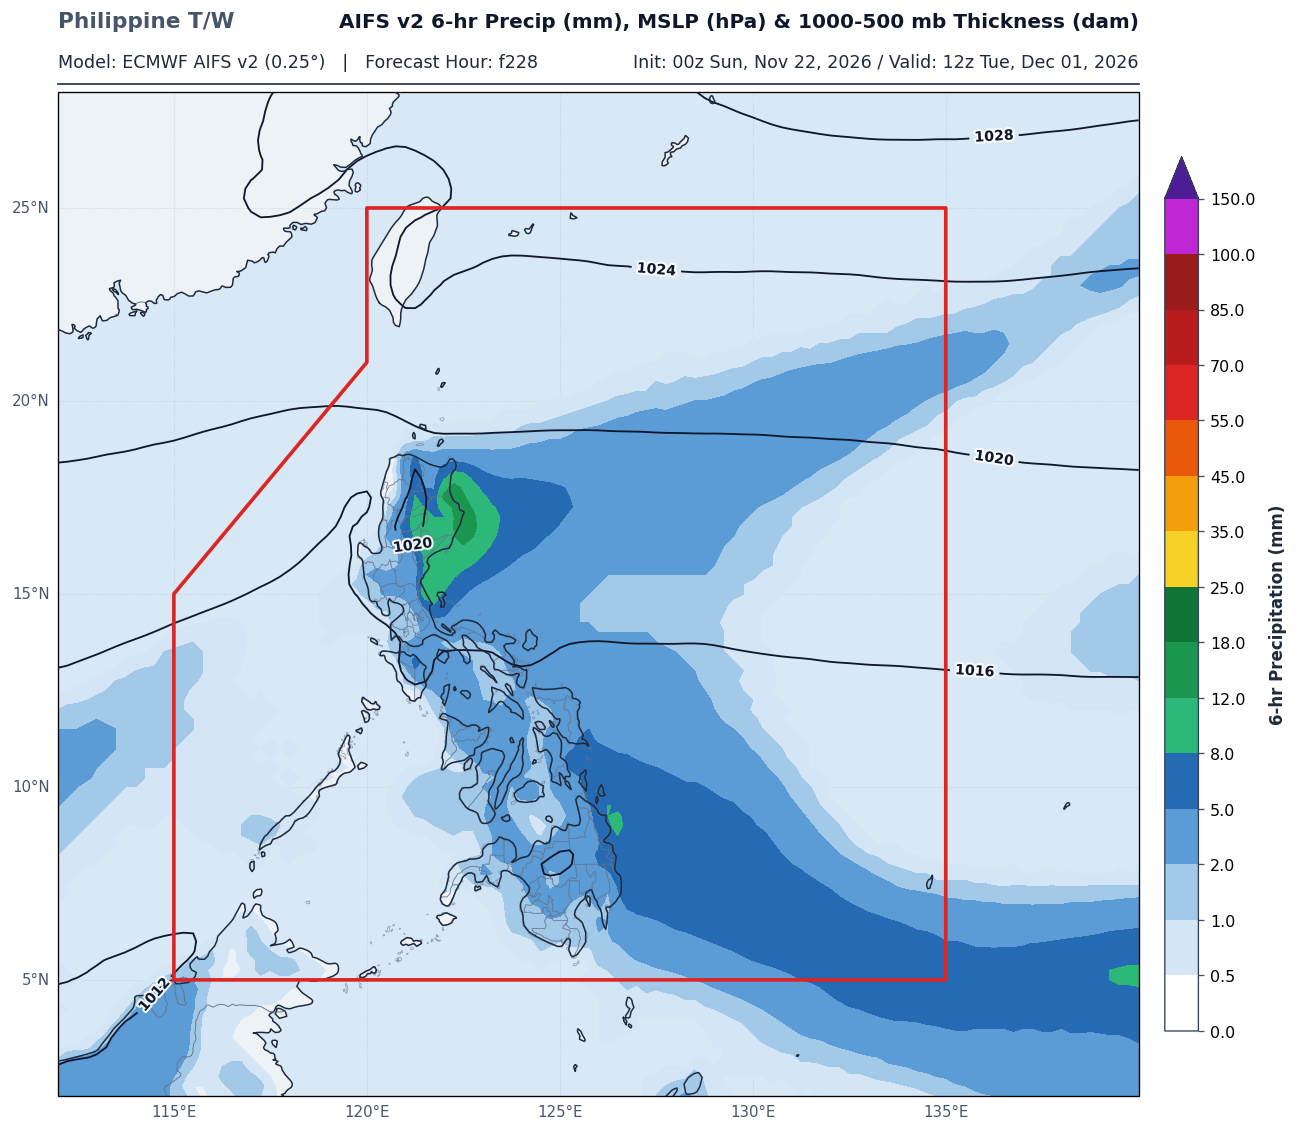 Philippine T/W
AIFS v2 6-hr Precip (mm), MSLP (hPa) & 1000-500 mb Thickness (dam)
Model: ECMWF AIFS v2 (0.25°)   |   Forecast Hour: f228
Init: 00z Sun, Nov 22, 2026 / Valid: 12z Tue, Dec 01, 2026
1028
1024
1020
1020
1016
1012
25°N
20°N
15°N
10°N
5°N
115°E
120°E
125°E
130°E
135°E
150.0
100.0
85.0
70.0
55.0
45.0
35.0
25.0
18.0
12.0
8.0
5.0
2.0
1.0
0.5
0.0
6-hr Precipitation (mm)